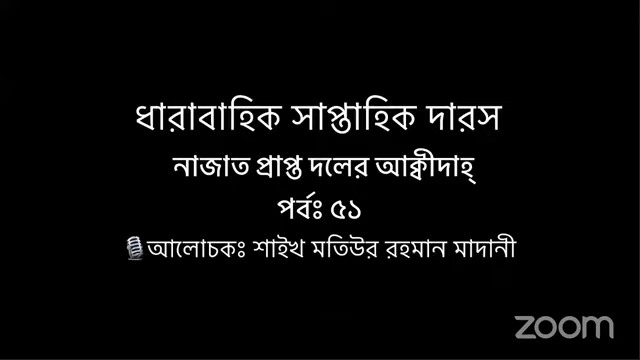 ধারাবাহিক সাপ্তাহিক দারস
নাজাত প্রাপ্ত দলের আক্বীদাহ্
পর্বঃ ৫১
🎙️আলোচকঃ শাইখ মতিউর রহমান মাদানী
zoom